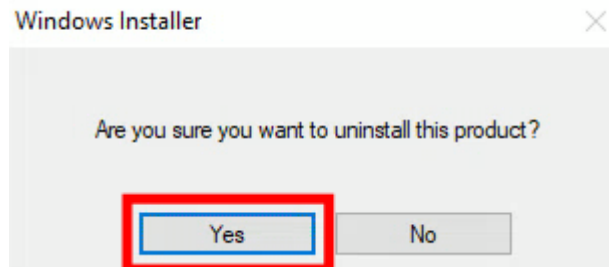 Windows Installer
Are you sure you want to uninstall this product?
Yes
No